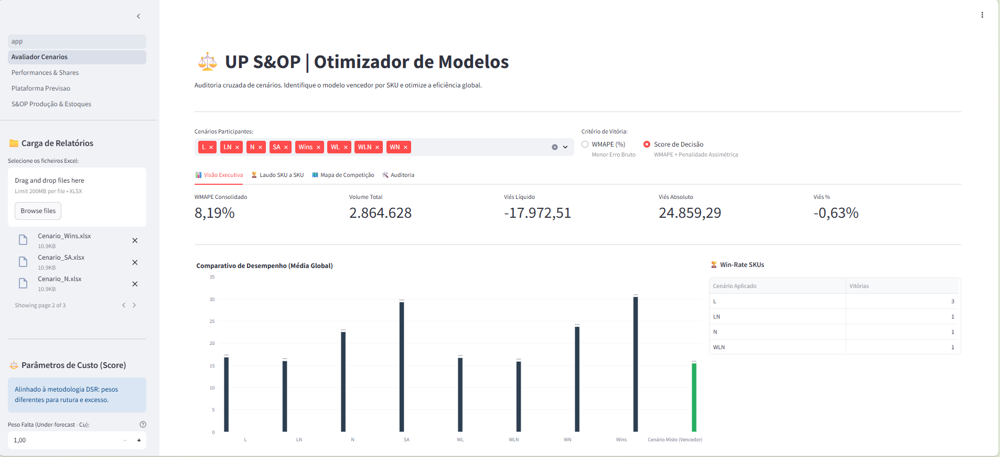 app
Avaliador Cenarios
Performances & Shares
Plataforma Previsao
S&OP Produção & Estoques
Carga de Relatórios
Selecione os ficheiros Excel:
Drag and drop files here
Limit 200MB per file • XLSX
Browse files
Cenario_Wins.xlsx
10.9KB
Cenario_SA.xlsx
10.9KB
Cenario_N.xlsx
10.9KB
Showing page 2 of 3
Parâmetros de Custo (Score)
Alinhado à metodologia DSR: pesos
diferentes para rutura e excesso.
Peso Falta (Under-forecast - Cu):
1,00
UP S&OP | Otimizador de Modelos
Auditoria cruzada de cenários. Identifique o modelo vencedor por SKU e otimize a eficiência global.
Cenários Participantes:
L LN N SA Wins WL WLN WN
Critério de Vitória:
WMAPE (%)
Menor Erro Bruto
Score de Decisão
WMAPE + Penalidade Assimétrica
Visão Executiva Laudo SKU a SKU Mapa de Competição Auditoria
WMAPE Consolidado
8,19%
Volume Total
2.864.628
Viés Líquido
-17.972,51
Viés Absoluto
24.859,29
Viés %
-0,63%
Comparativo de Desempenho (Média Global)
35
30
25
20
15
10
5
0
L LN N SA WL WLN WN Wins Cenário Misto (Vencedor)
Win-Rate SKUs
Cenário Aplicado Vitórias
L 3
LN 1
N 1
WLN 1